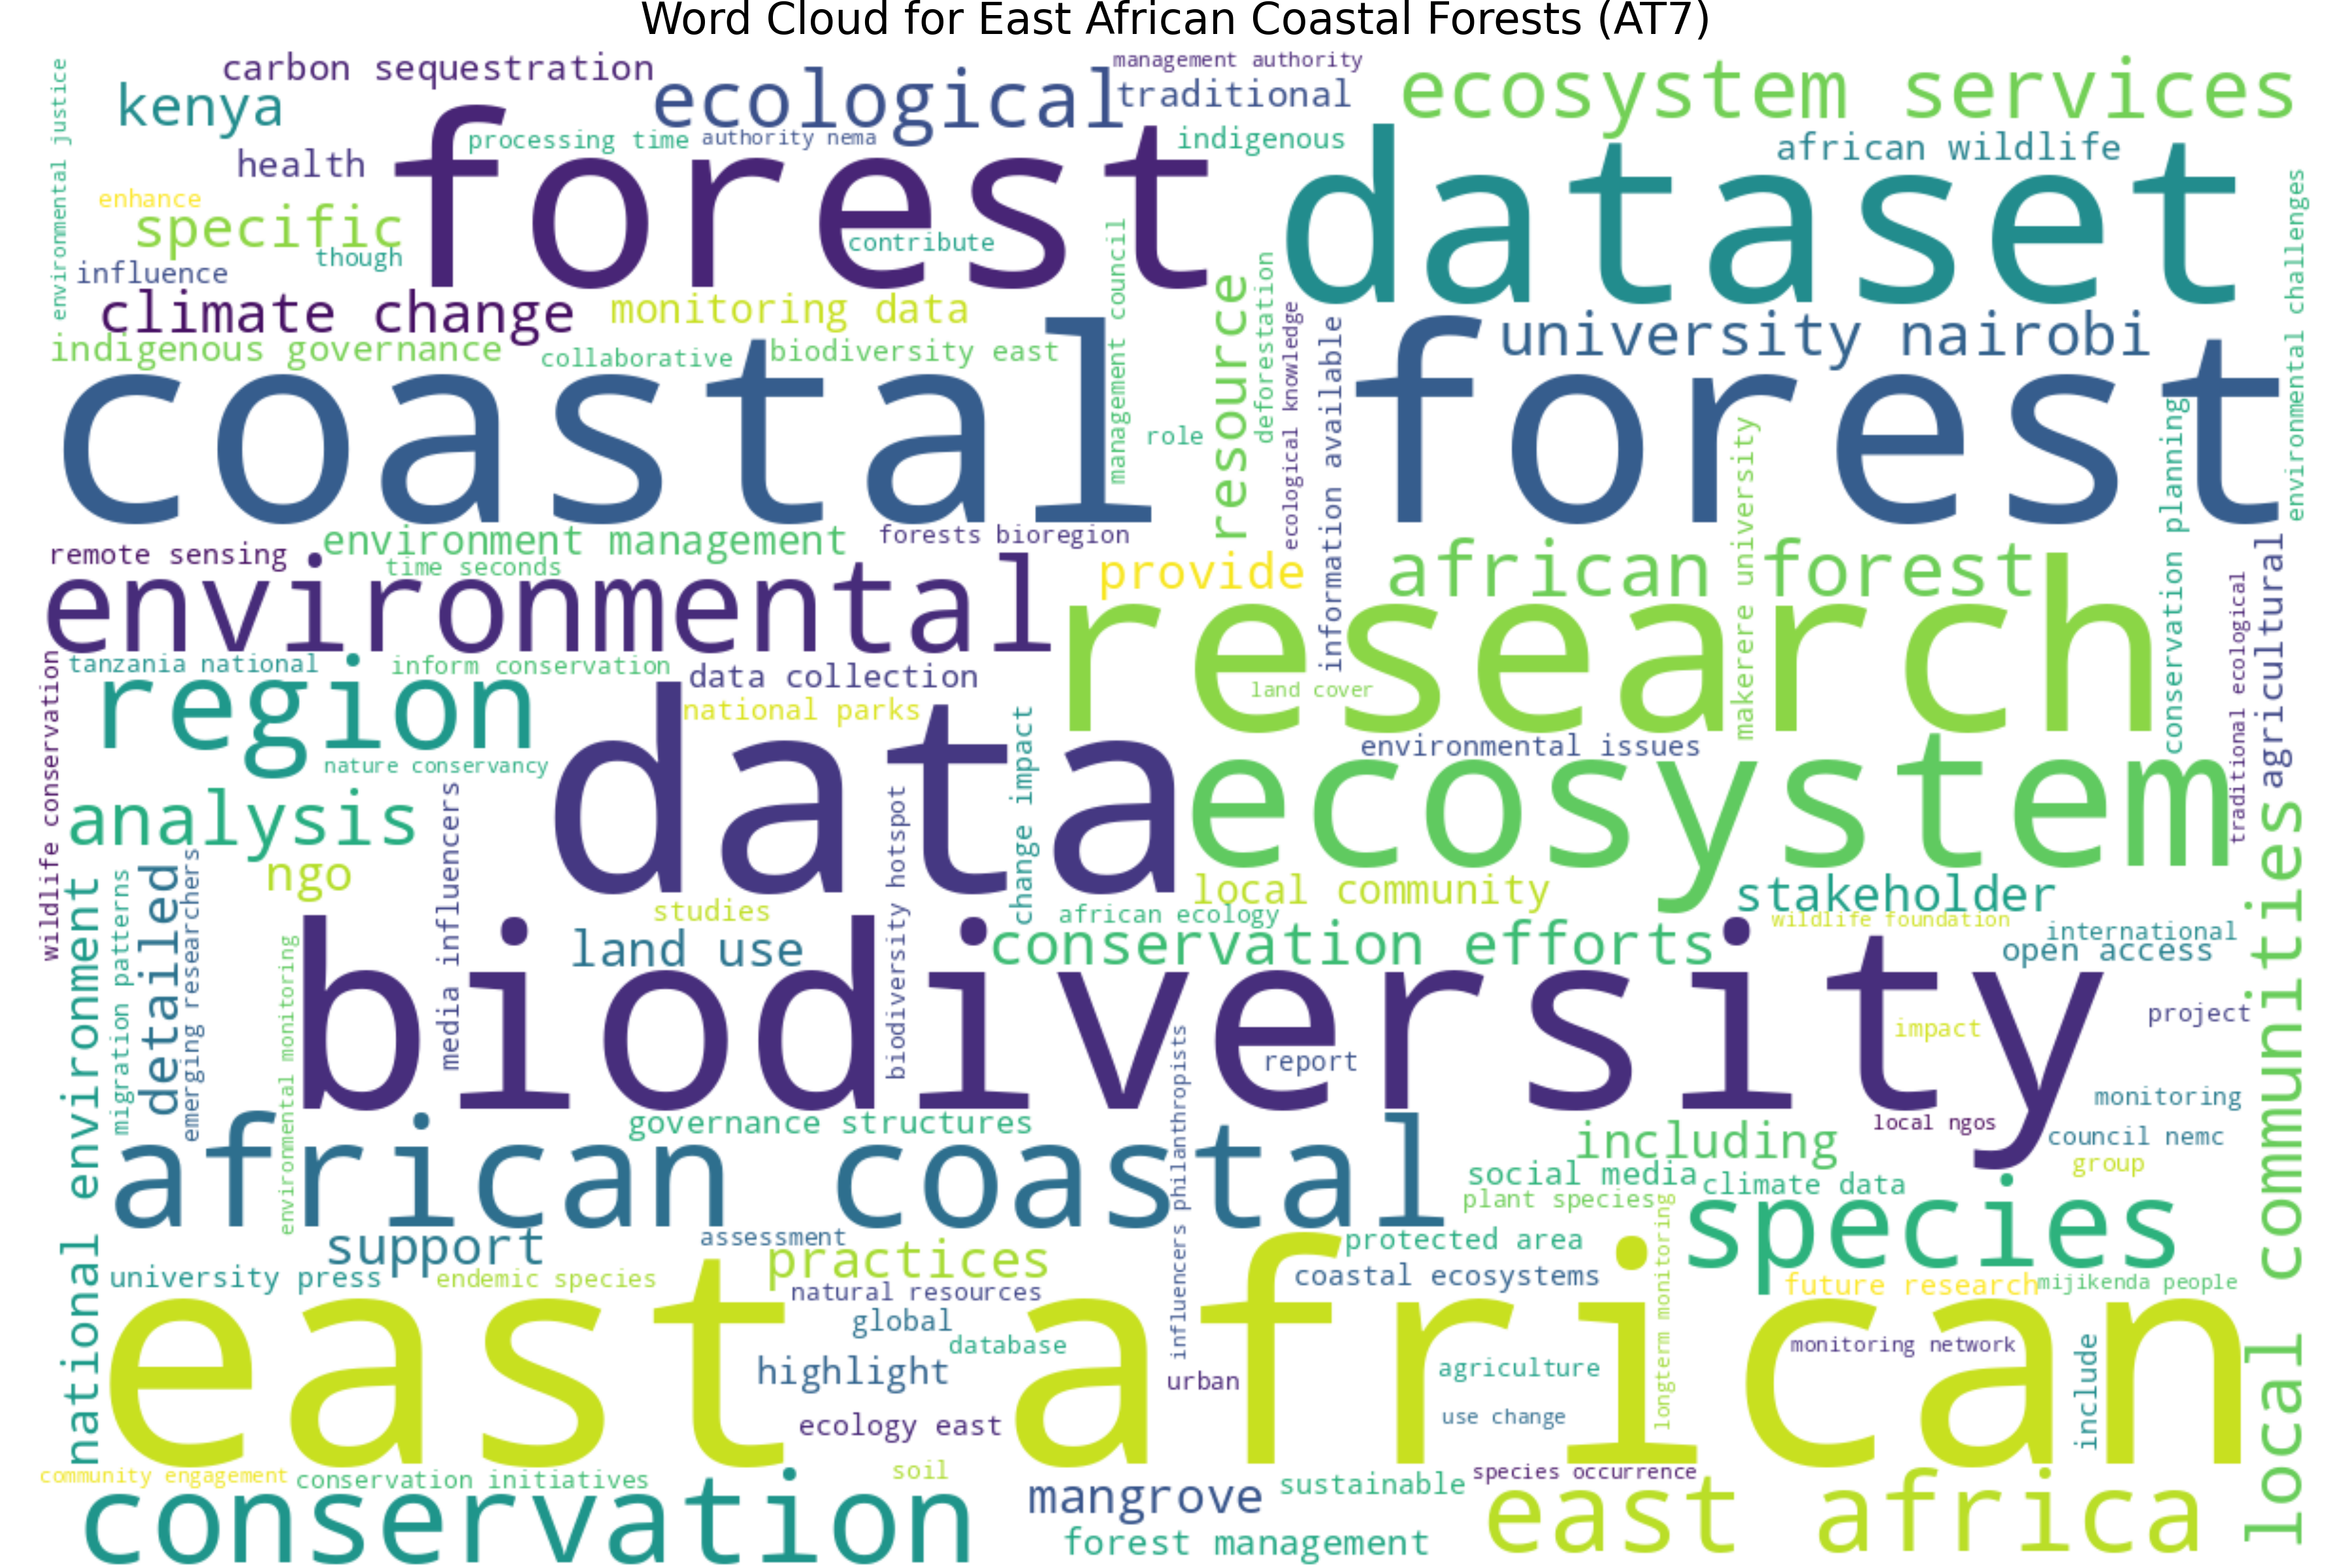 Word Cloud for East African Coastal Forests (AT7)
carbon sequestration
management authority
environmental justice
kenya
ecological
traditional
ecosystem services
processing time
authority nema
indigenous
african wildlife
health
forest
dataset
enhance
specific
contribute
though
influence
management council
deforestation
environmental challenges
climate change
monitoring data
resource
ecological knowledge
information available
university nairobi
indigenous governance
collaborative
biodiversity east
coastal forest
role
makerere university
conservation planning
remote sensing
environment management
forests bioregion
time seconds
provide
african forest
environmental
research
agricultural
traditional ecological
wildlife conservation
tanzania national
inform conservation
data collection
land cover
region
national parks
change impact
environmental issues
nature conservancy
data
ecosystem
analysis
media influencers
biodiversity hotspot
ngo
local community
stakeholder
local communities
national environment
migration patterns
detailed
emerging researchers
studies
african ecology
wildlife foundation
international
land use
conservation efforts
open access
environmental monitoring
biodiversity
project
impact
report
influencers philanthropists
monitoring
governance structures
local ngos
including
council nemc
african coastal
group
social media
climate data
plant species
longterm monitoring
species
support
assessment
practices
protected area
university press
endemic species
coastal ecosystems
future research
mijikenda people
natural resources
east african
global
database
monitoring network
include
highlight
agriculture
urban
use change
ecology east
community engagement
conservation initiatives
soil
sustainable
species occurrence
conservation
mangrove
east africa
forest management